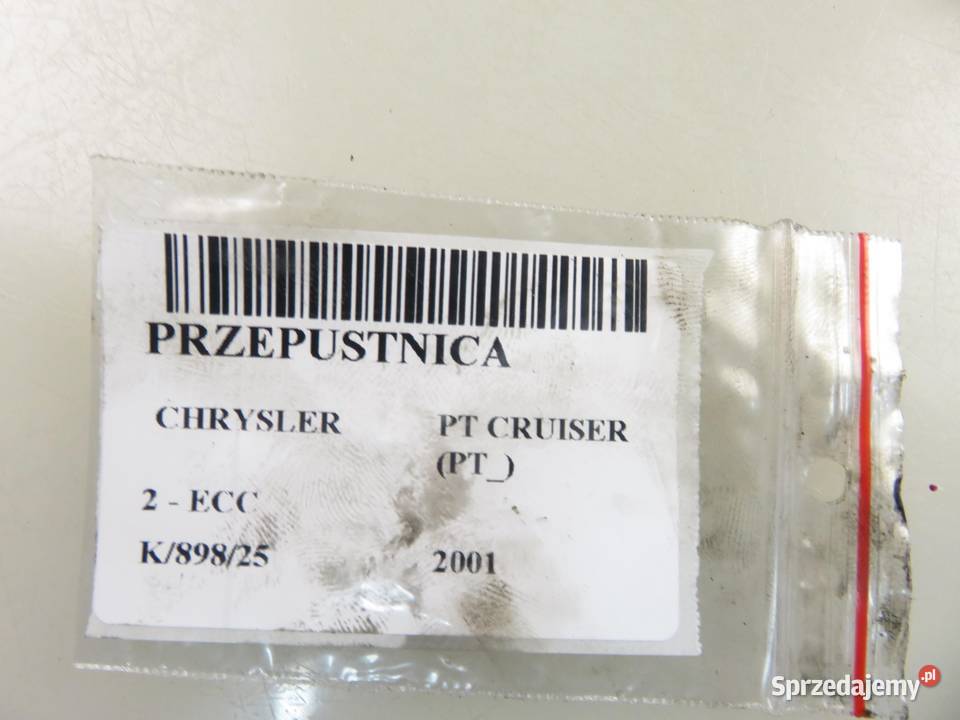 PRZEPUSTNICA
CHRYSLER PT CRUISER
(PT_)
2 - ECC
K/898/25 2001
Sprzedajemy.pl